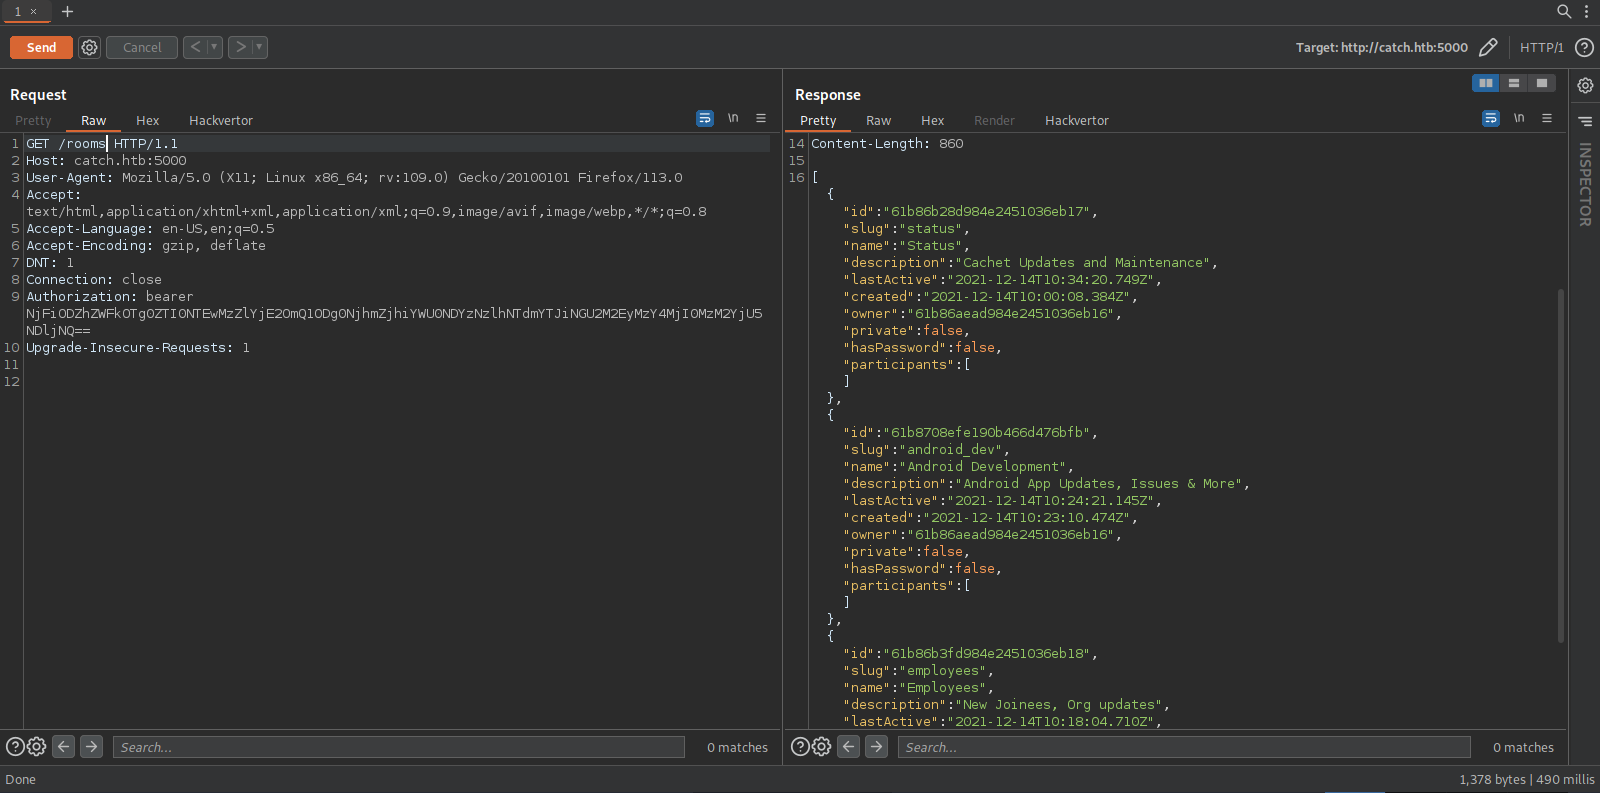 1 × +
Send Cancel < > Target: http://catch.htb:5000 HTTP/1 ?
Request
Pretty Raw Hex Hackvertor \n
1 GET /rooms HTTP/1.1
2 Host: catch.htb:5000
3 User-Agent: Mozilla/5.0 (X11; Linux x86_64; rv:109.0) Gecko/20100101 Firefox/113.0
4 Accept:
text/html,application/xhtml+xml,application/xml;q=0.9,image/avif,image/webp,*/*;q=0.8
5 Accept-Language: en-US,en;q=0.5
6 Accept-Encoding: gzip, deflate
7 DNT: 1
8 Connection: close
9 Authorization: bearer
NjFiODZhZWFkOTg0ZTI0NTEwMzZlYjE2OmQ1ODg0NjhmZjhiYWU0NDYzNzlhNTdmYTJiNGU2M2EyMzY4MjI0MzM2YjU5
NDljNQ==
10 Upgrade-Insecure-Requests: 1
11
12
? Search... 0 matches
Response
Pretty Raw Hex Render Hackvertor \n
14 Content-Length: 860
15
16 [
{
"id":"61b86b28d984e2451036eb17",
"slug":"status",
"name":"Status",
"description":"Cachet Updates and Maintenance",
"lastActive":"2021-12-14T10:34:20.749Z",
"created":"2021-12-14T10:00:08.384Z",
"owner":"61b86aead984e2451036eb16",
"private":false,
"hasPassword":false,
"participants":[
]
},
{
"id":"61b8708efe190b466d476bfb",
"slug":"android_dev",
"name":"Android Development",
"description":"Android App Updates, Issues & More",
"lastActive":"2021-12-14T10:24:21.145Z",
"created":"2021-12-14T10:23:10.474Z",
"owner":"61b86aead984e2451036eb16",
"private":false,
"hasPassword":false,
"participants":[
]
},
{
"id":"61b86b3fd984e2451036eb18",
"slug":"employees",
"name":"Employees",
"description":"New Joinees, Org updates",
"lastActive":"2021-12-14T10:18:04.710Z",
? Search... 0 matches
INSPECTOR
Done 1,378 bytes | 490 millis